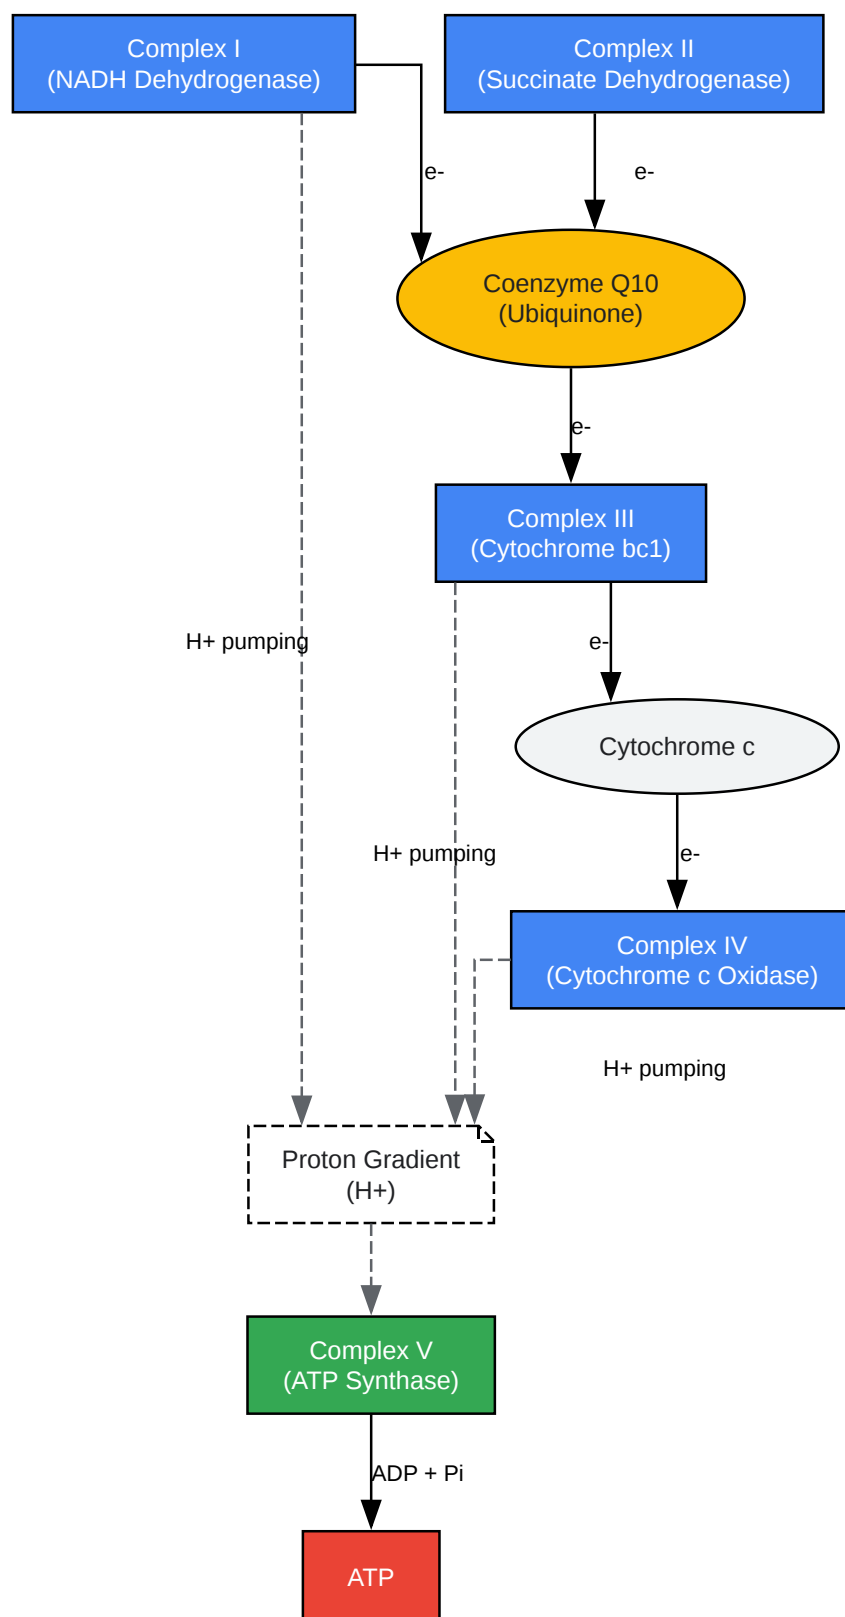 Complex I
(NADH Dehydrogenase)
Complex II
(Succinate Dehydrogenase)
e-
e-
Coenzyme Q10
(Ubiquinone)
e-
Complex III
(Cytochrome bc1)
H+ pumping
e-
Cytochrome c
H+ pumping
e-
Complex IV
(Cytochrome c Oxidase)
H+ pumping
Proton Gradient
(H+)
Complex V
(ATP Synthase)
ADP + Pi
ATP